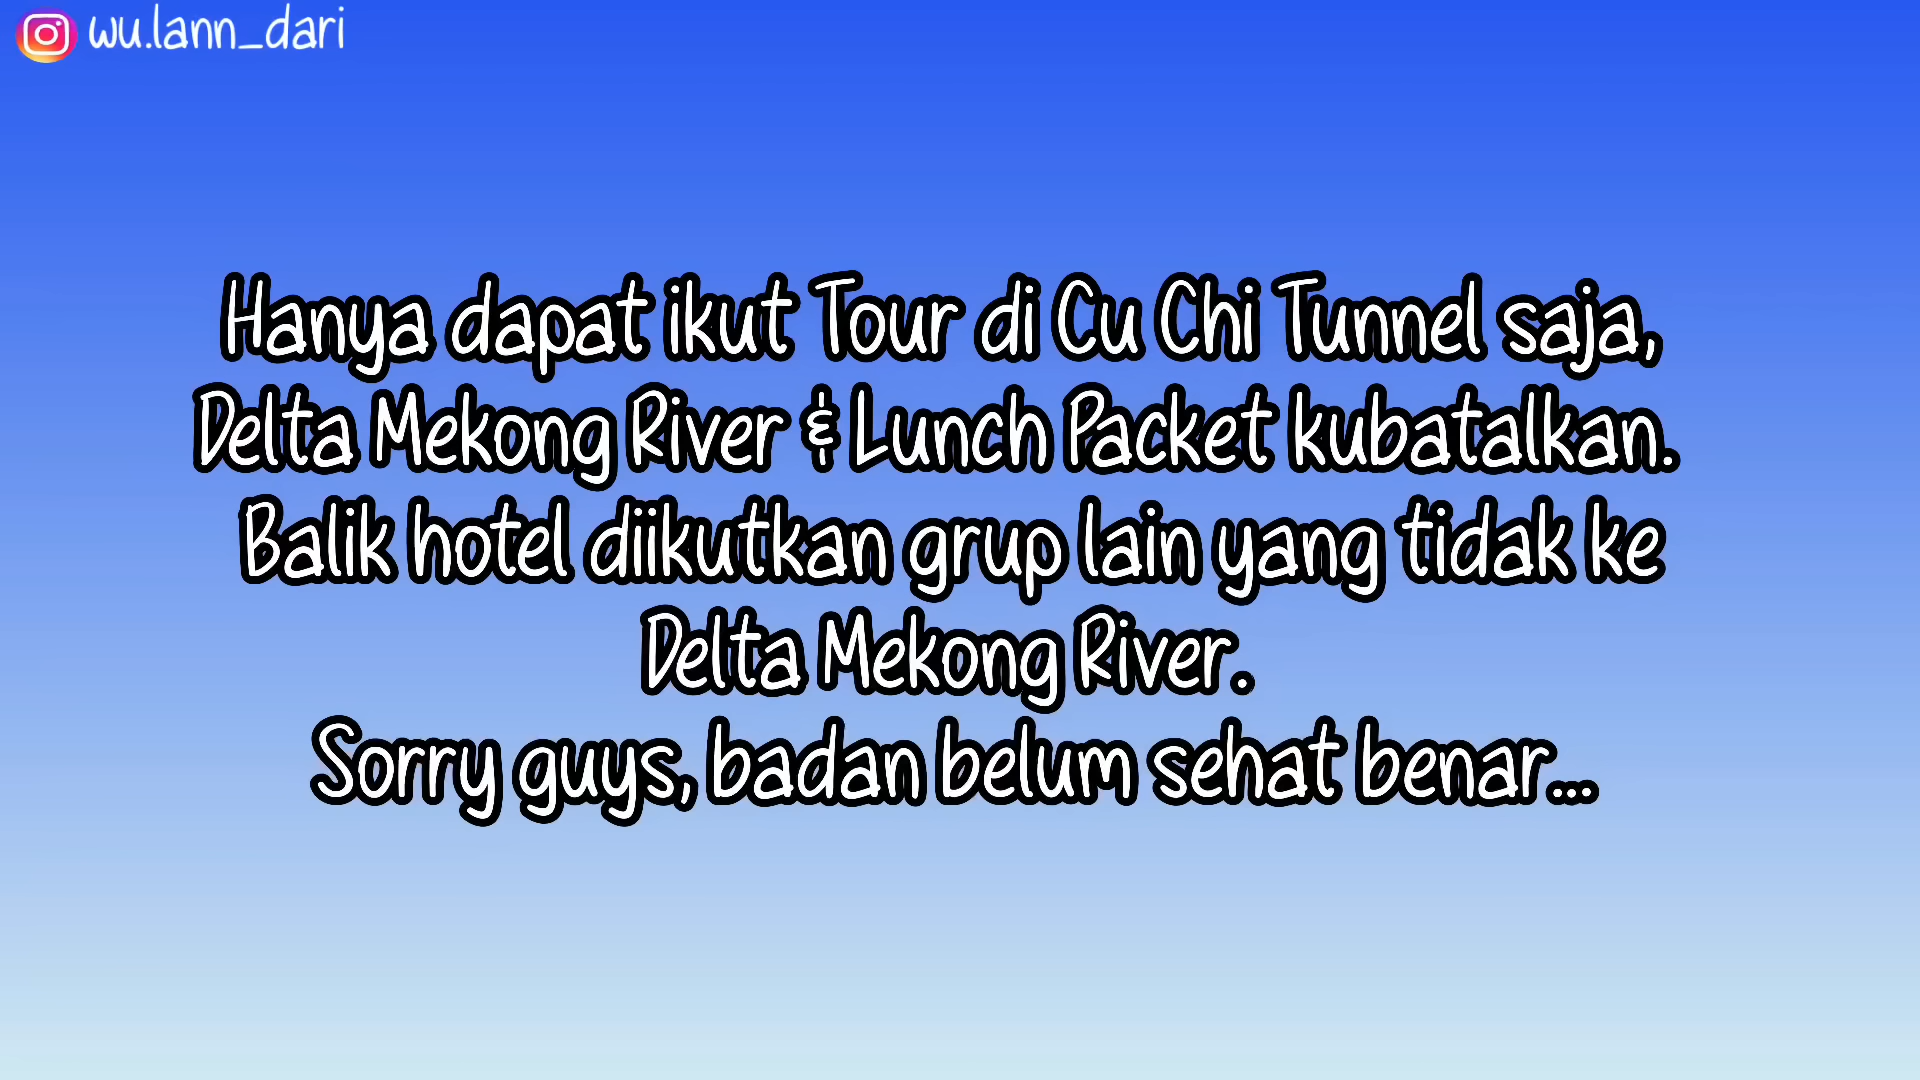 wu.lann_dari
Hanya dapat ikut Tour di Cu Chi Tunnel saja,
Delta Mekong River & Lunch Packet kubatalkan.
Balik hotel diikutkan grup lain yang tidak ke
Delta Mekong River.
Sorry guys, badan belum sehat benar...